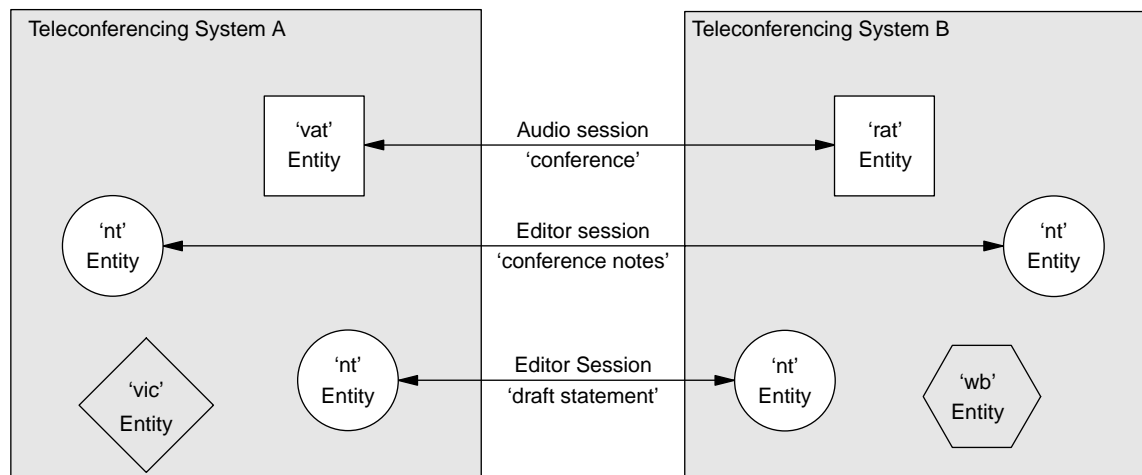 Teleconferencing System A
Teleconferencing System B
‘vat’
Entity
Audio session
‘conference’
‘rat’
Entity
‘nt’
Entity
Editor session
‘conference notes’
‘nt’
Entity
‘vic’
Entity
‘nt’
Entity
Editor Session
‘draft statement’
‘nt’
Entity
‘wb’
Entity